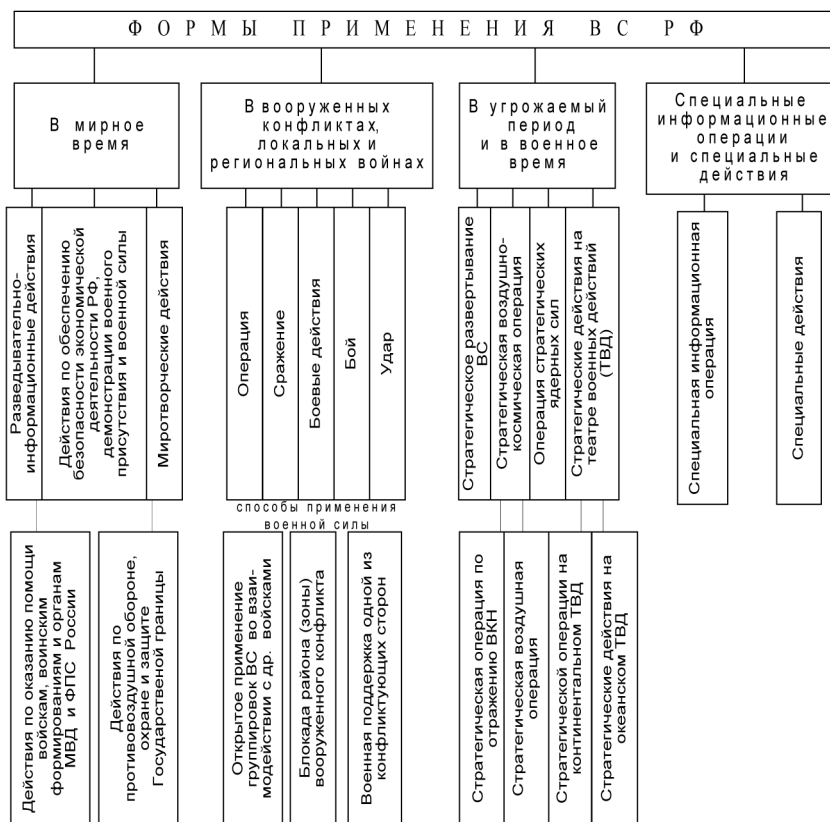 ФОРМЫ ПРИМЕНЕНИЯ ВС РФ
В мирное
время
В вооруженных
конфликтах,
локальных и
региональных войнах
В угрожаемый
период
и в военное
время
Специальные
информационные
операции
и специальные
действия
Разведывательно-
информационные действия
Действия по обеспечению
безопасности экономической
деятельности РФ,
демонстрации военного
присутствия и военной силы
Миротворческие действия
Операция
Сражение
Боевые действия
Бой
Удар
Стратегическое развертывание
ВС
Стратегическая воздушно-
космическая операция
Операция стратегических
ядерных сил
Стратегические действия на
театре военных действий
(ТВД)
Специальная информационная
операция
Специальные действия
способы применения
военной силы
Действия по оказанию помощи
войскам, воинским
формированиям и органам
МВД и ФПС России
Действия по
противовоздушной обороне,
охране и защите
Государственой границы
Открытое применение
группировок ВС во взаи-
модействии с др. войсками
Блокада района (зоны)
вооруженного конфликта
Военная поддержка одной из
конфликтующих сторон
Стратегическая операция по
отражению ВКН
Стратегическая воздушная
операция
Стратегической операции на
континентальном ТВД
Стратегические действия на
океанском ТВД